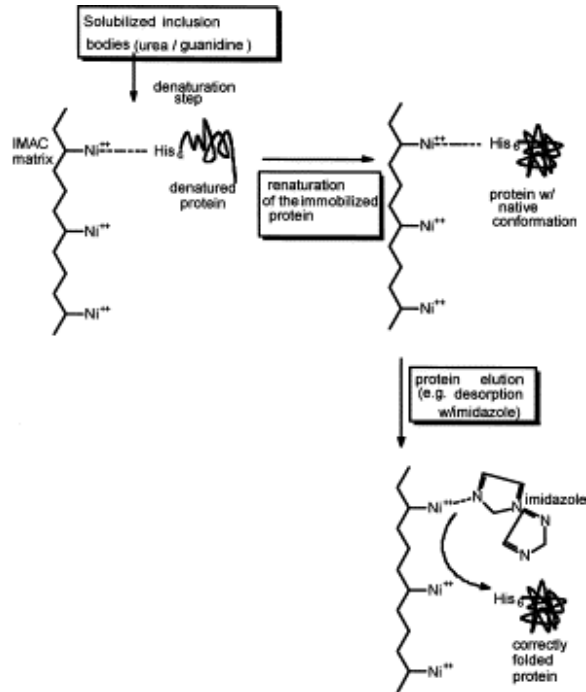 Solubilized inclusion
bodies (urea / guanidine)
denaturation
step
IMAC
matrix
Ni++
His6
denatured
protein
Ni++
Ni++
renaturation
of the immobilized
protein
Ni++
His6
protein w/
native
conformation
Ni++
Ni++
protein elution
(e.g. desorption
w/imidazole)
Ni++
N
imidazole
N
N
N
Ni++
His6
correctly
folded
protein
Ni++